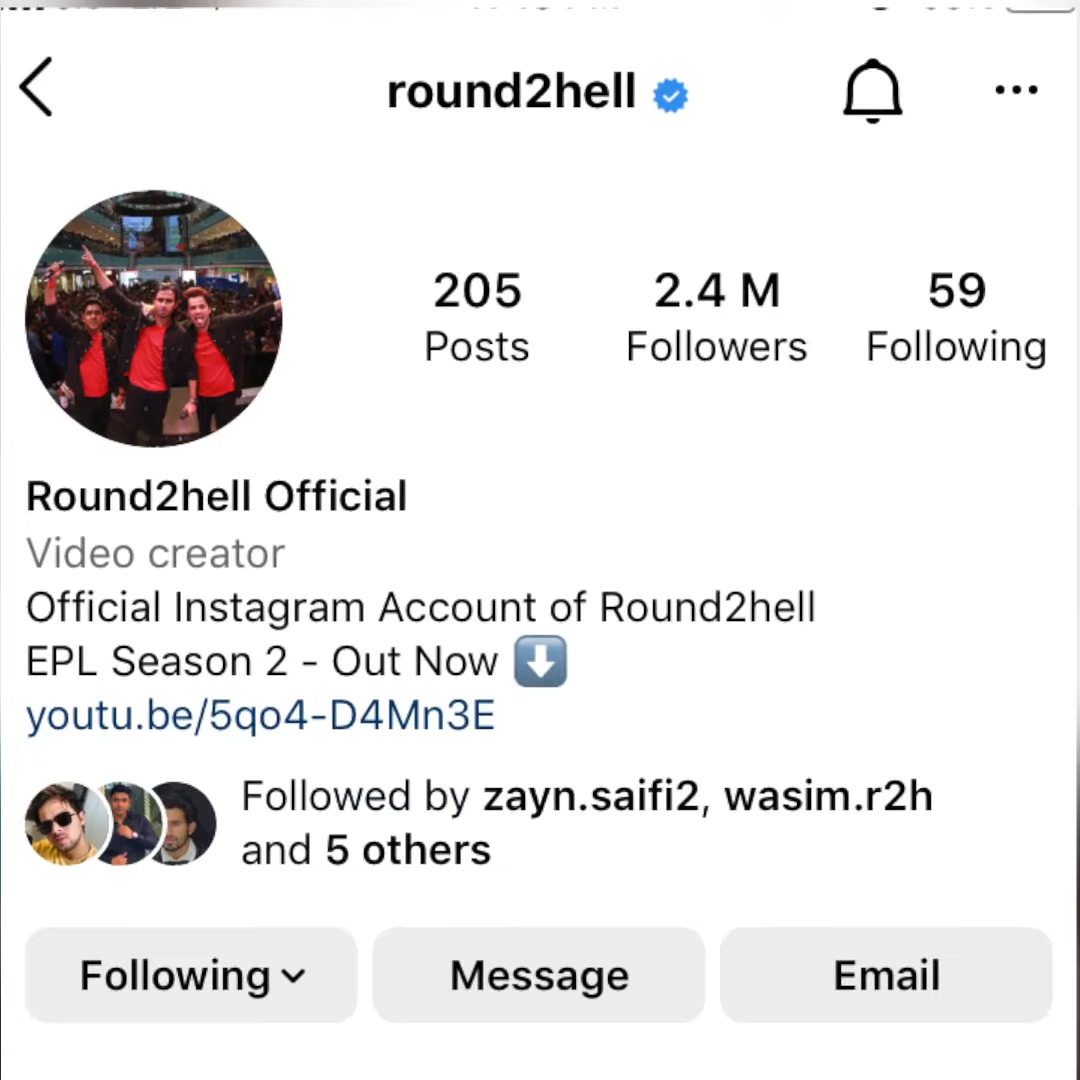 round2hell
205 2.4 M 59
Posts Followers Following
Round2hell Official
Video creator
Official Instagram Account of Round2hell
EPL Season 2 - Out Now
youtu.be/5qo4-D4Mn3E
Followed by zayn.saifi2, wasim.r2h
and 5 others
Following Message Email